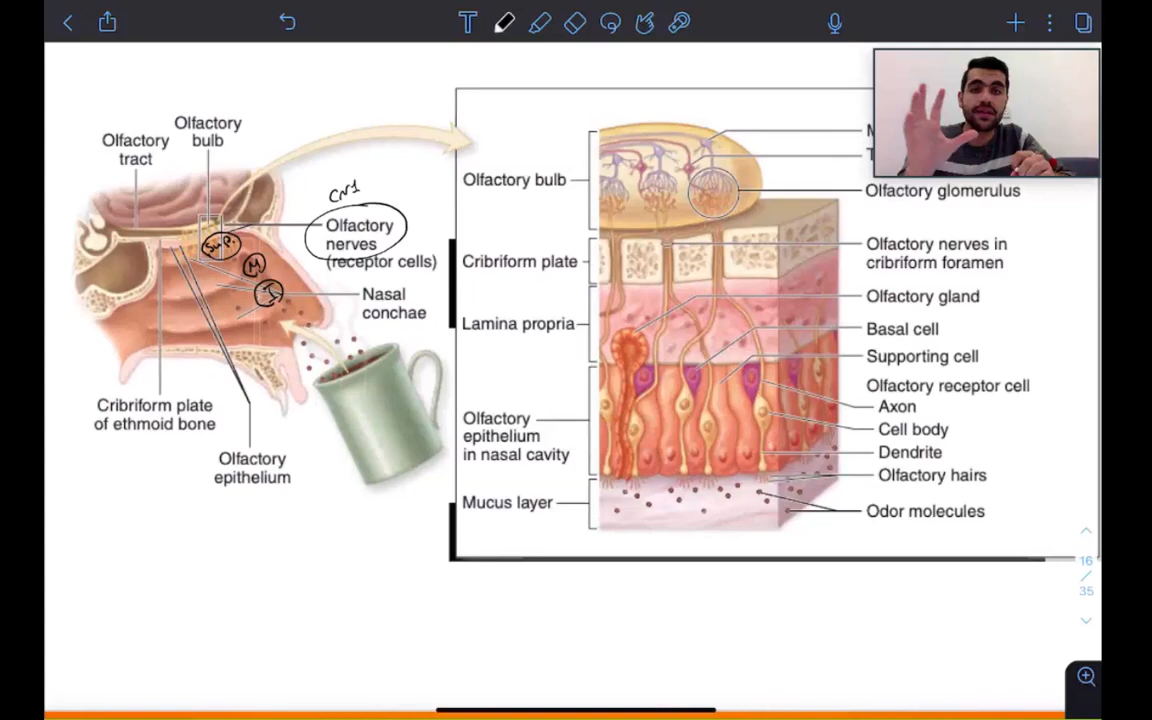 Olfactory
bulb
Olfactory
tract
CN1
Olfactory
nerves
(receptor cells)
Sup.
M
I
Nasal
conchae
Cribriform plate
of ethmoid bone
Olfactory
epithelium
Olfactory bulb
Cribriform plate
Lamina propria
Olfactory
epithelium
in nasal cavity
Mucus layer
Olfactory glomerulus
Olfactory nerves in
cribriform foramen
Olfactory gland
Basal cell
Supporting cell
Olfactory receptor cell
Axon
Cell body
Dendrite
Olfactory hairs
Odor molecules
T
16
/
35